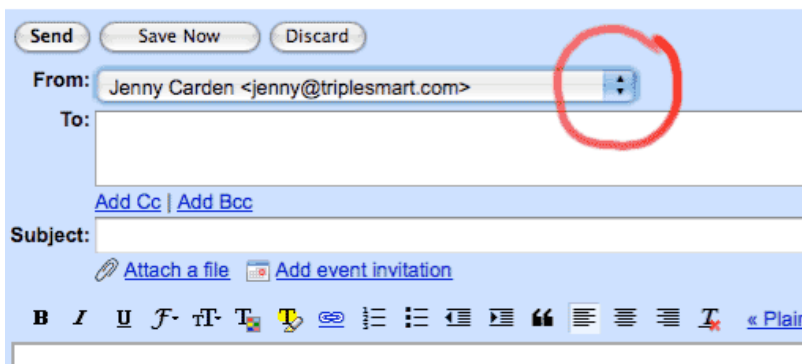 Send Save Now Discard
From: Jenny Carden <jenny@triplesmart.com>
To:
Add Cc | Add Bcc
Subject:
Attach a file Add event invitation
B I U F T T T « Plain